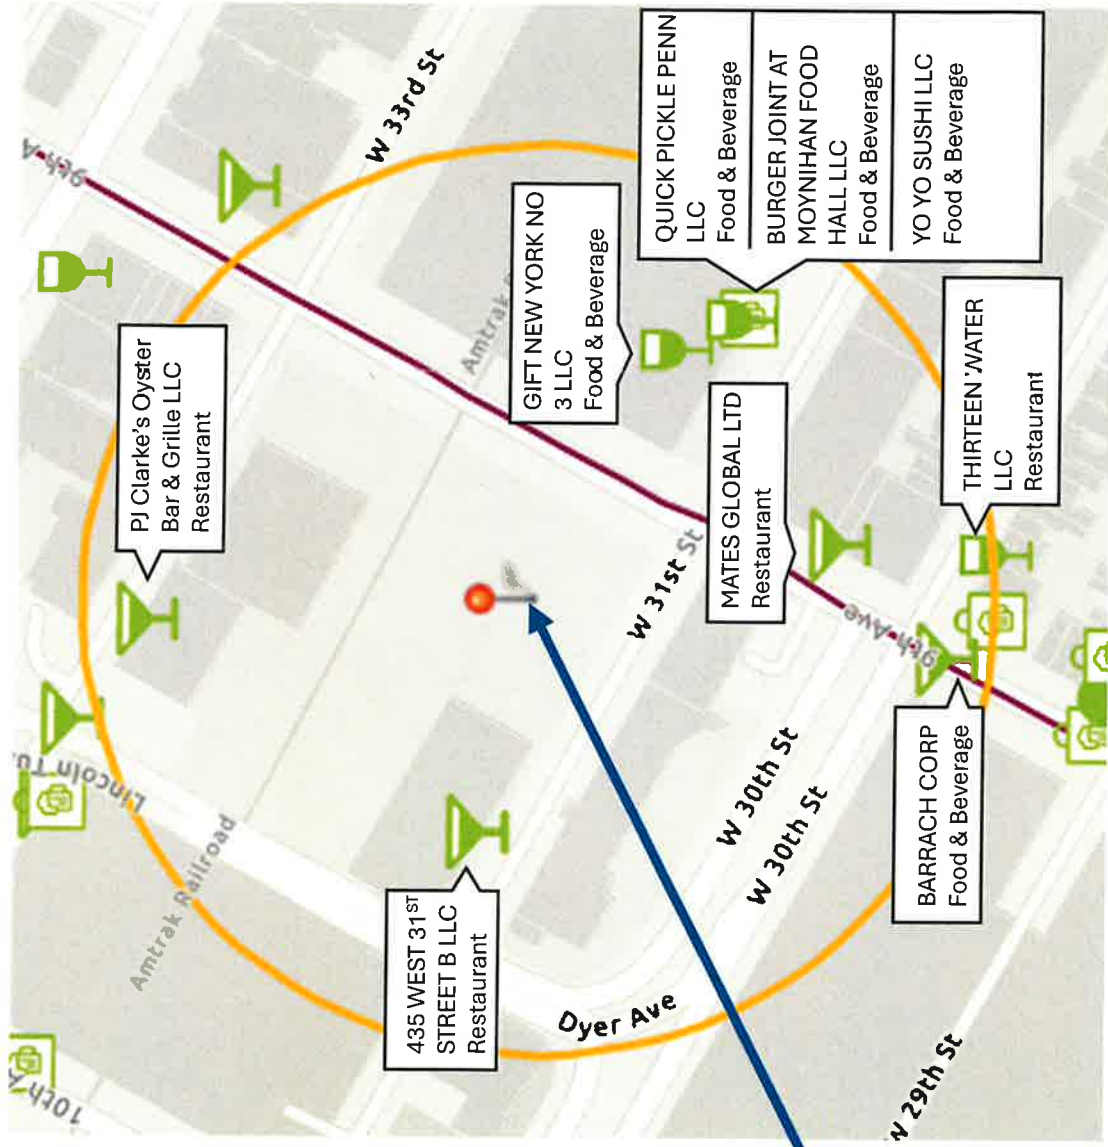 10th A
Lincoln Tu
9th A
PJ Clarke's Oyster
Bar & Grille LLC
Restaurant
Amtrak Railroad
W 33rd St
435 WEST 31ST
STREET B LLC
Restaurant
Amtrak
GIFT NEW YORK NO
3 LLC
Food & Beverage
Dyer Ave
W 31st St
QUICK PICKLE PENN
LLC
Food & Beverage
BURGER JOINT AT
MOYNIHAN FOOD
HALL LLC
Food & Beverage
YO YO SUSHI LLC
Food & Beverage
MATES GLOBAL LTD
Restaurant
W 30th St
W 30th St
9th Ave
9th
BARRACH CORP
Food & Beverage
THIRTEEN 'WATER
LLC
Restaurant
W 29th St